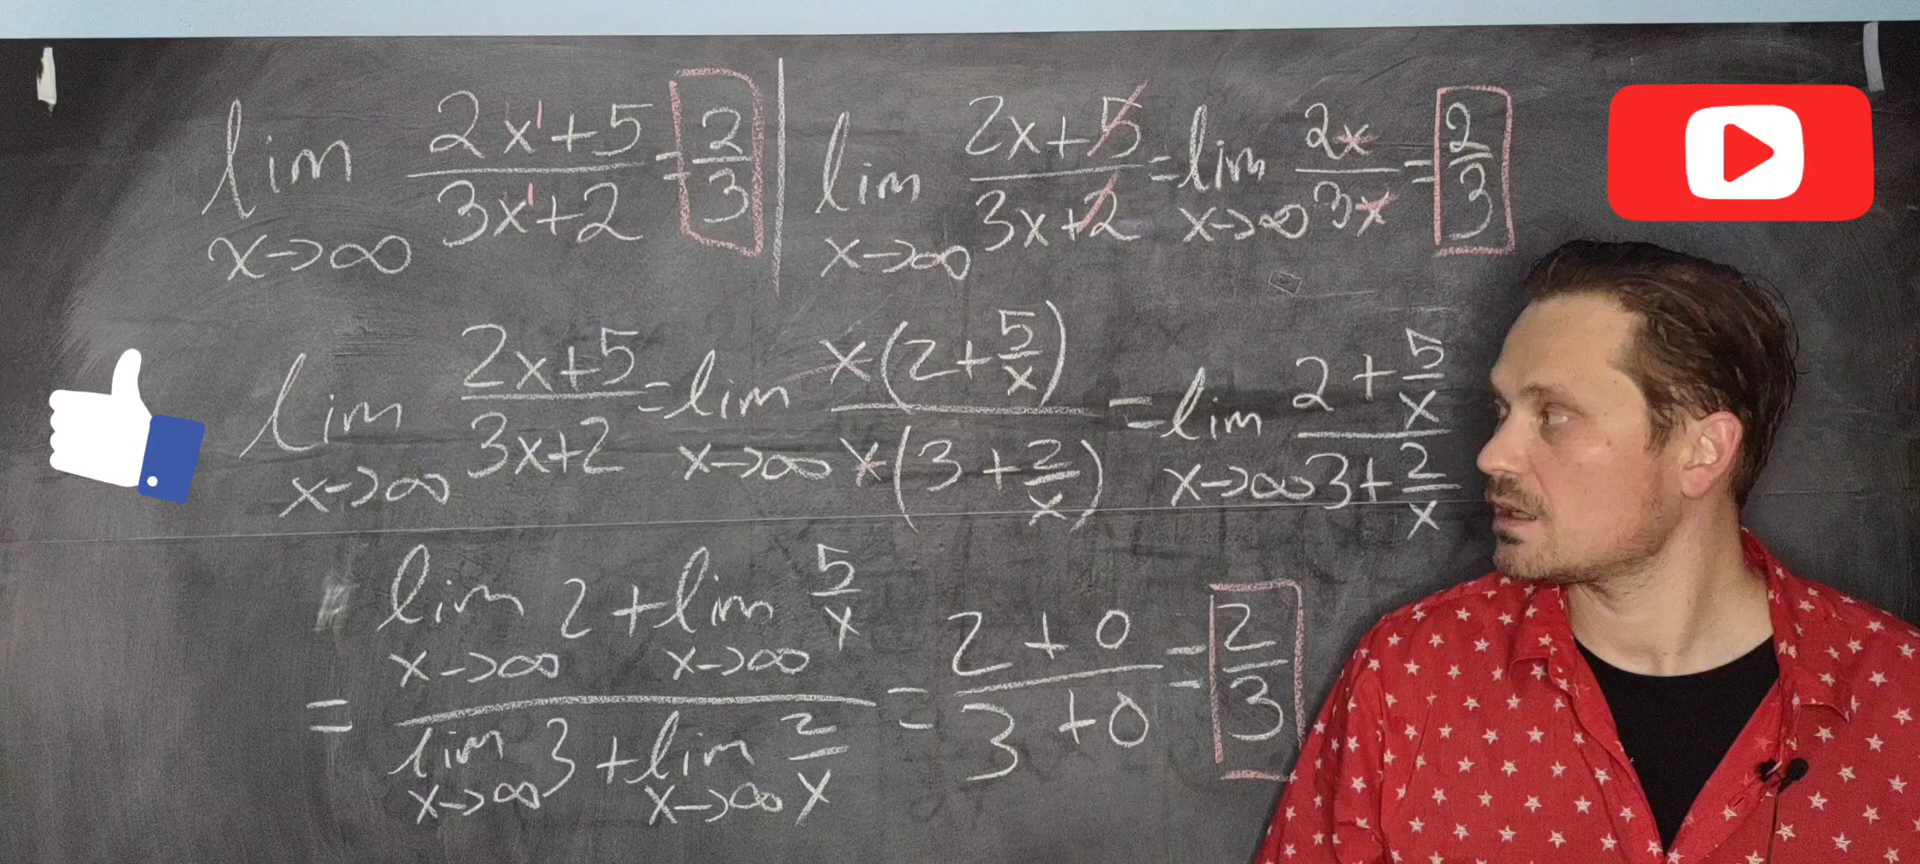 lim x→∞ (2x¹+5)/(3x¹+2) = 2/3 | lim x→∞ (2x+5)/(3x+2) = lim x→∞ 2x/3x = 2/3
lim x→∞ (2x+5)/(3x+2) = lim x→∞ x(2+5/x)/x(3+2/x) = lim x→∞ (2+5/x)/(3+2/x)
= (lim x→∞ 2 + lim x→∞ 5/x)/(lim x→∞ 3 + lim x→∞ 2/x) = (2+0)/(3+0) = 2/3